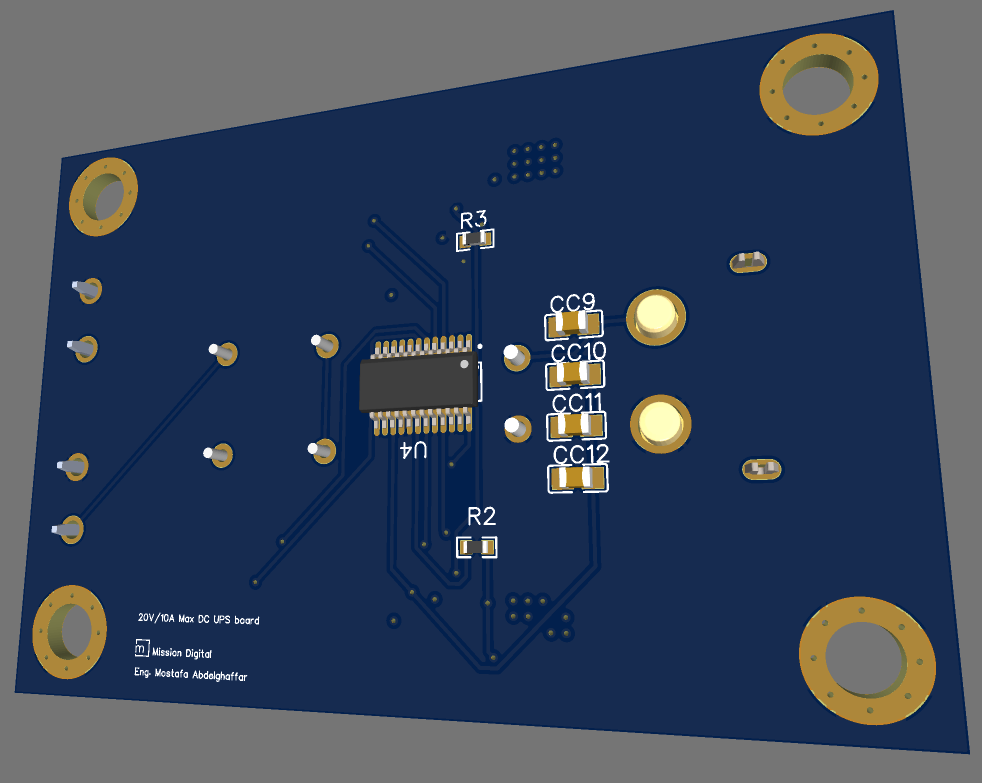 R3
CC9
CC10
CC11
U4
CC12
R2
20V/10A Max DC UPS board
m Mission Digital
Eng. Mostafa Abdelghaffar